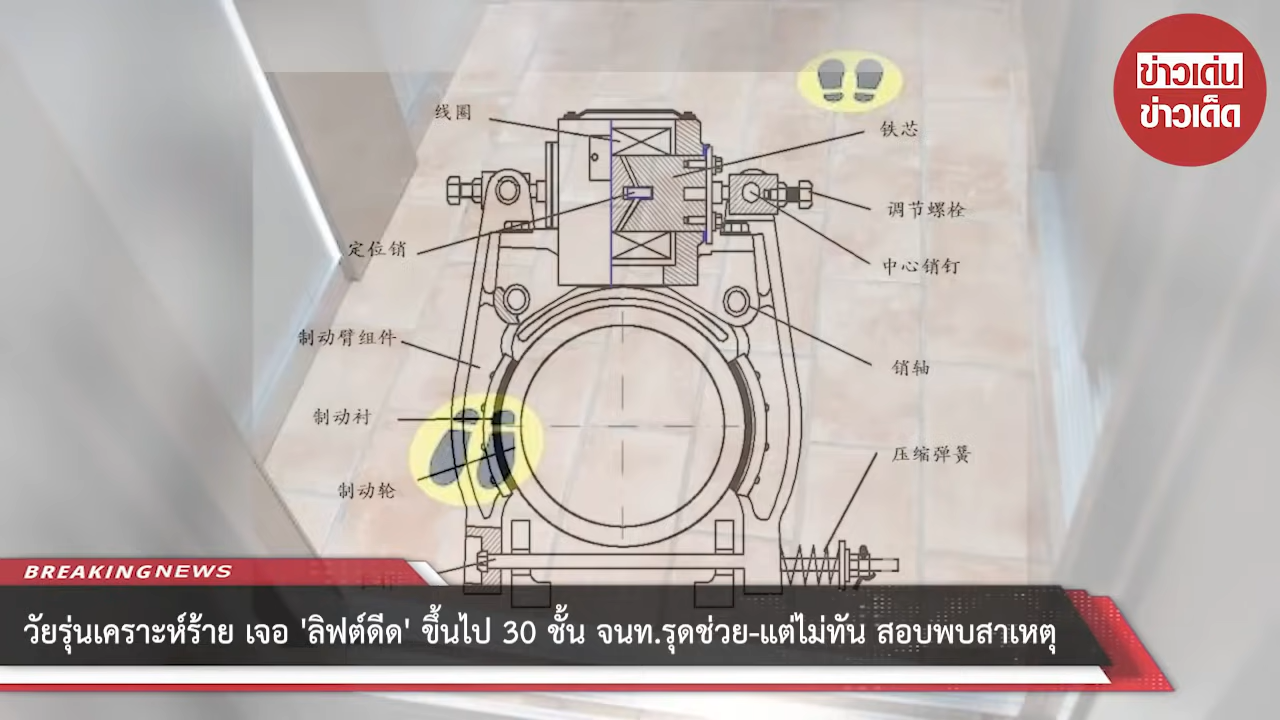 ข่าวเด่น
ข่าวเด็ด
线圈
铁芯
调节螺栓
定位销
中心销钉
制动臂组件
销轴
制动衬
压缩弹簧
制动轮
BREAKINGNEWS
วัยรุ่นเคราะห์ร้าย เจอ 'ลิฟต์ดีด' ขึ้นไป 30 ชั้น จนท.รุดช่วย-แต่ไม่ทัน สอบพบสาเหตุ